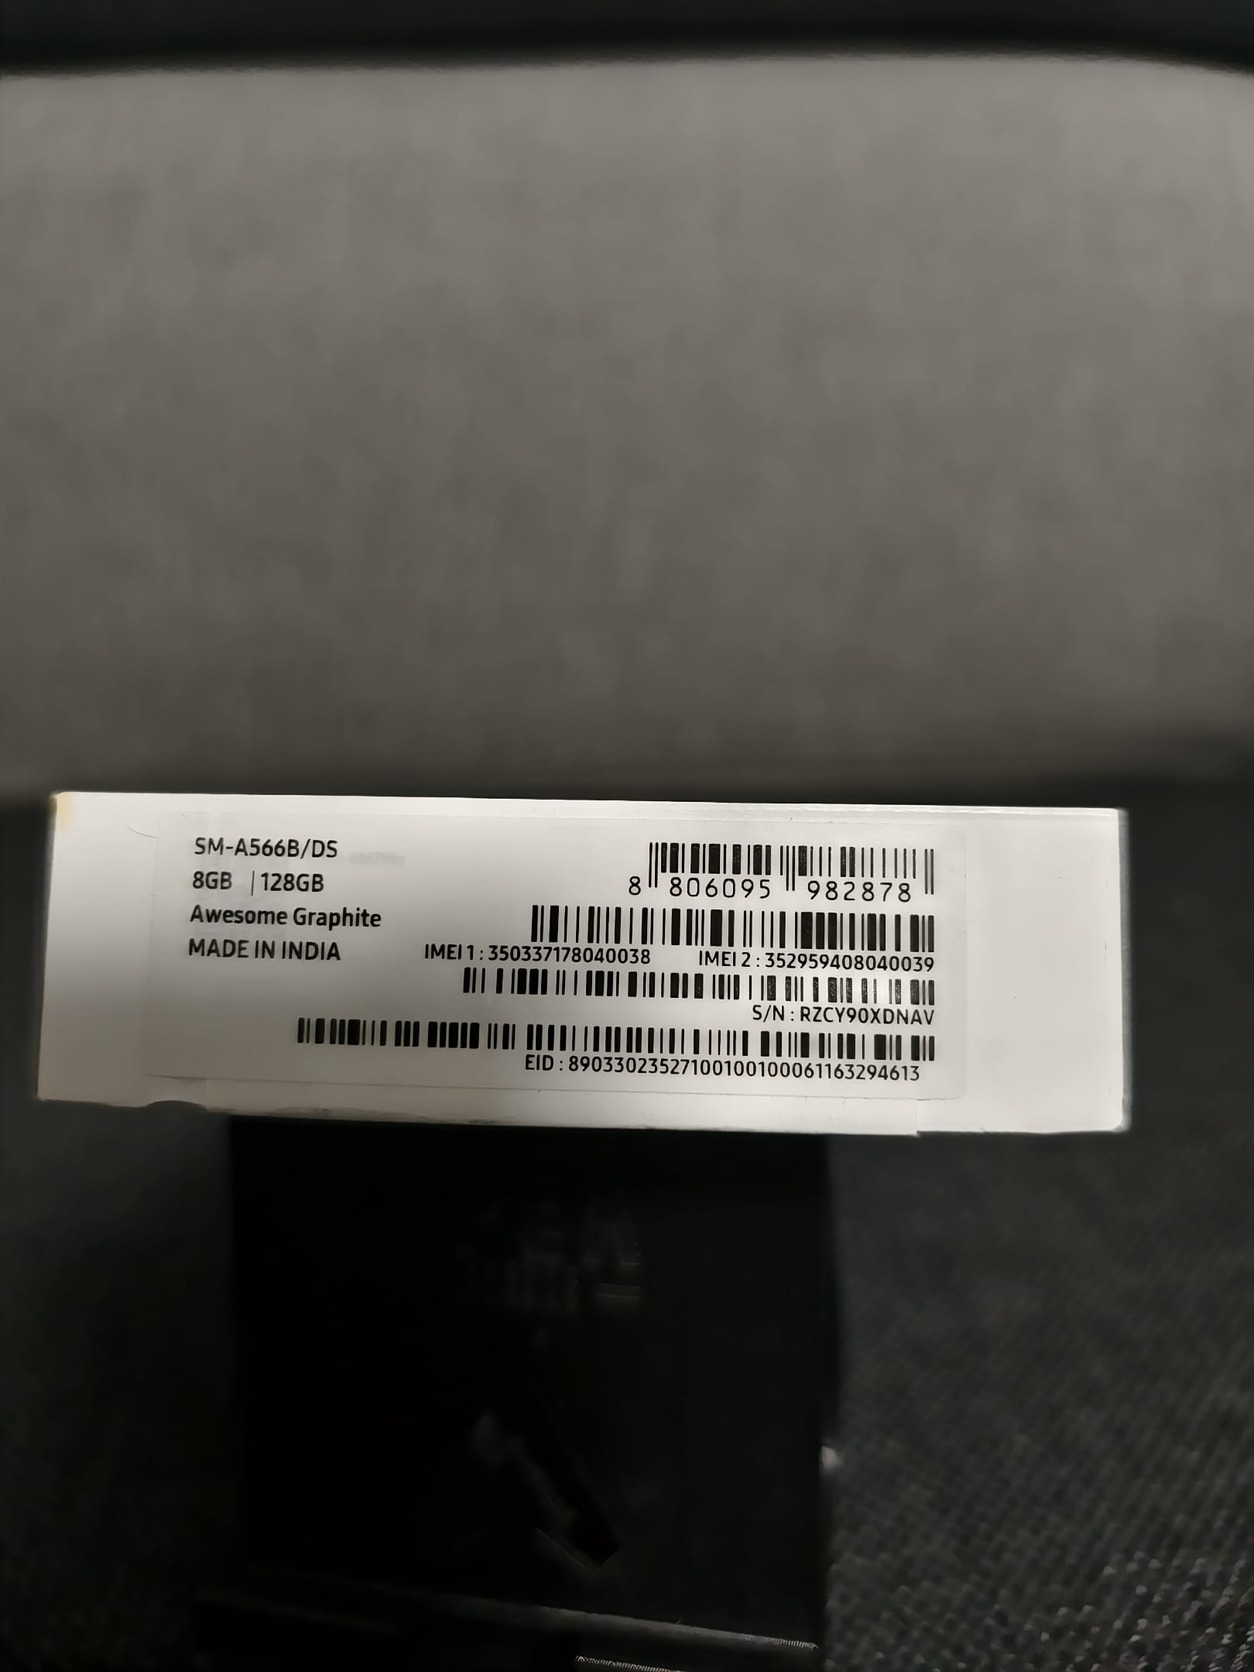 SM-A566B/DS
8GB | 128GB
Awesome Graphite
MADE IN INDIA
8 806095 982878
IMEI 1 : 350337178040038 IMEI 2 : 352959408040039
S/N : RZCY90XDNAV
EID : 89033023527100100100061163294613